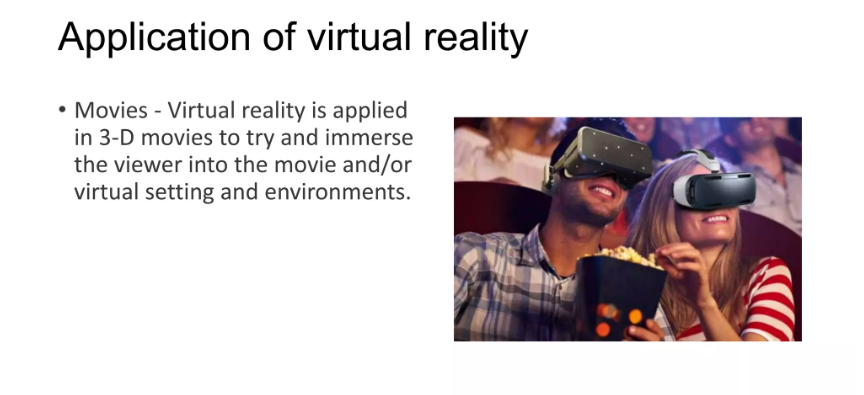 Application of virtual reality
• Movies - Virtual reality is applied
in 3-D movies to try and immerse
the viewer into the movie and/or
virtual setting and environments.